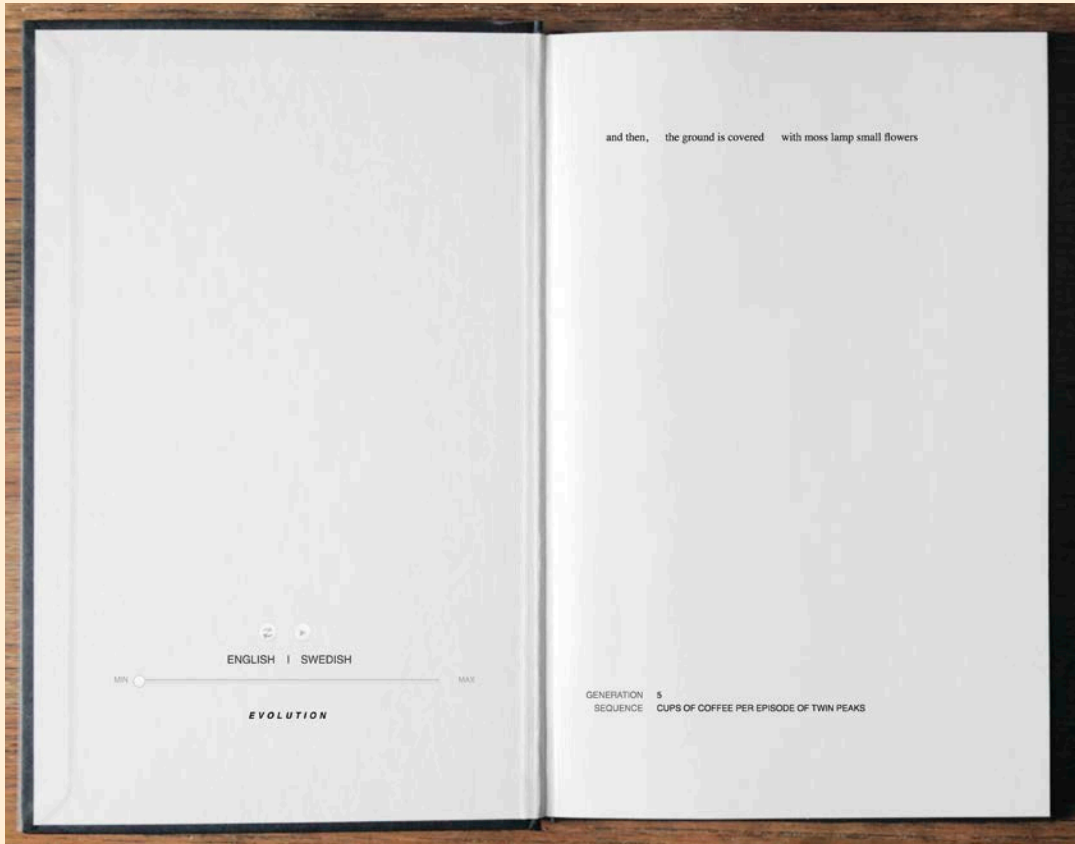 ENGLISH | SWEDISH
MIN MAX
EVOLUTION
and then, the ground is covered with moss lamp small flowers
GENERATION 5
SEQUENCE CUPS OF COFFEE PER EPISODE OF TWIN PEAKS